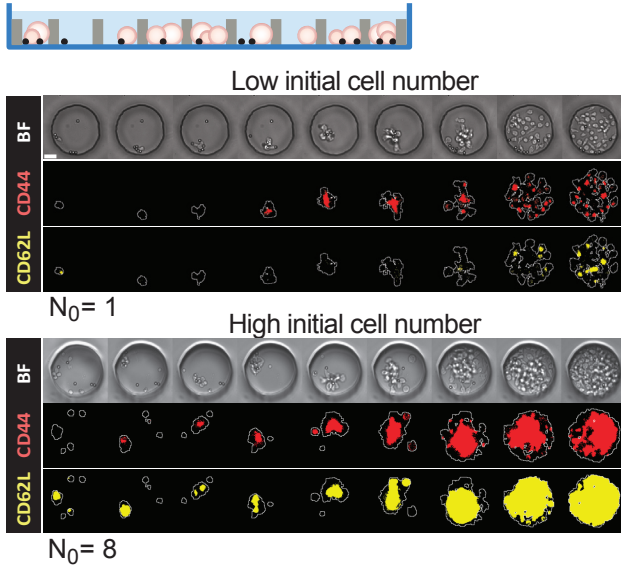 Low initial cell number
BF
CD44
CD62L
N₀= 1
High initial cell number
BF
CD44
CD62L
N₀= 8